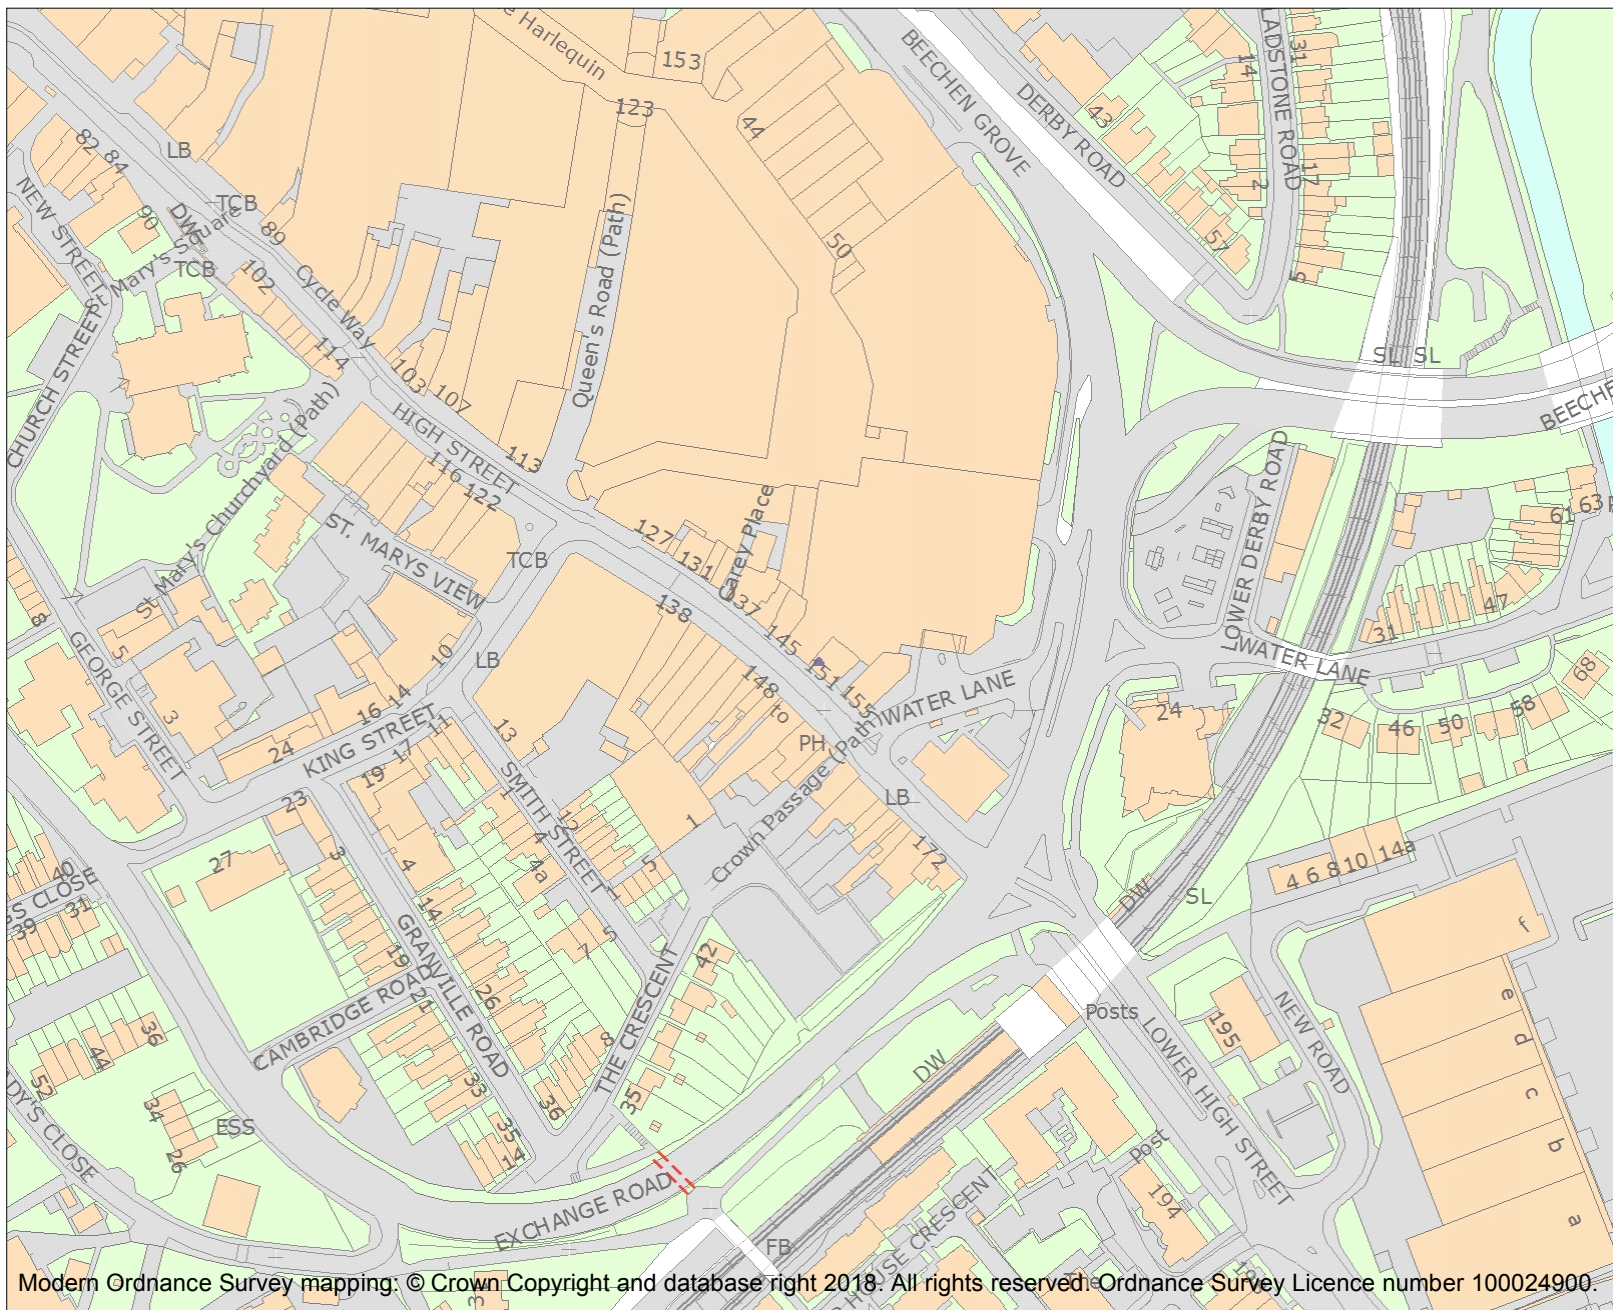 e Harlequin
153
123
44
BEECHEN GROVE
DERBY ROAD
43
14
LADSTONE ROAD
31
17
2
57
5
82 84
LB
NEW STREET
90
DW
TCB
St Mary's Square
TCB
89
102
Cycle Way
114
Queen's Road (Path)
50
SL SL
BEECHE
CHURCH STREET
103
107
HIGH STREET
113
116
122
St Mary's Churchyard (Path)
ST. MARYS VIEW
TCB
127
131
Carey Place
137
138
145
151
155
148
to
LOWER DERBY ROAD
WATER LANE
WATER LANE
61 63
47
31
68
8
5
GEORGE STREET
3
10
LB
14
16
24
KING STREET
11
17
19
13
SMITH STREET
PH
Crown Passage (Path)
LB
172
24
32
46
50
58
23
27
3
4
1
4
4a
12
5
1
1
4 6 8 10 14a
DW
SL
40
GS CLOSE
39
31
14
GRANVILLE ROAD
19
21
26
CAMBRIDGE ROAD
7
5
42
THE CRESCENT
8
36
44
52
34
26
ADY'S CLOSE
ESS
33
35
14
36
35
EXCHANGE ROAD
DW
FB
Posts
LOWER HIGH STREET
195
NEW ROAD
Post
194
HOUSE CRESCENT
f
e
d
c
b
a
Modern Ordnance Survey mapping: © Crown Copyright and database right 2018. All rights reserved. Ordnance Survey Licence number 100024900.